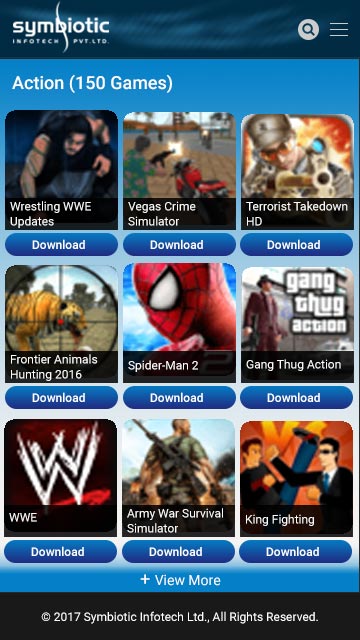 symbiotic
INFOTECH PVT.LTD.
Action (150 Games)
Wrestling WWE
Updates
Vegas Crime
Simulator
Terrorist Takedown
HD
Download
Download
Download
Frontier Animals
Hunting 2016
Spider-Man 2
gang
thug
action
Gang Thug Action
Download
Download
Download
WWE
Army War Survival
Simulator
King Fighting
Download
Download
Download
+ View More
© 2017 Symbiotic Infotech Ltd., All Rights Reserved.